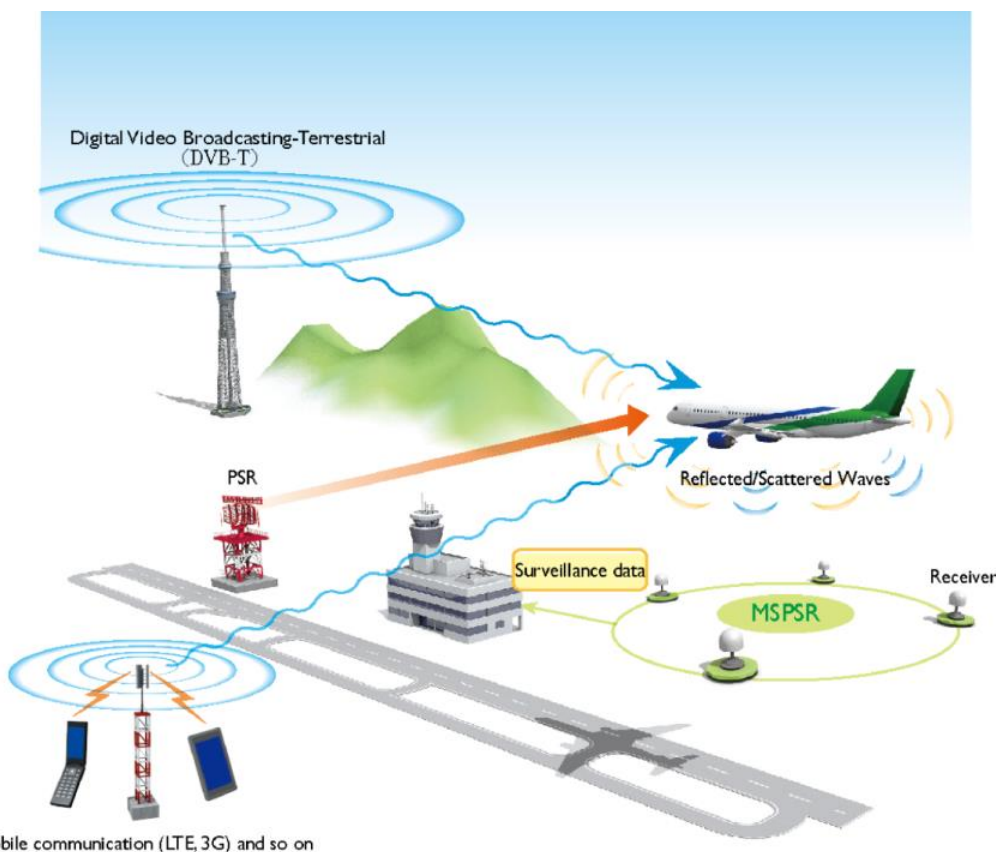 Digital Video Broadcasting-Terrestrial
(DVB-T)
PSR
Reflected/Scattered Waves
Surveillance data
Receiver
MSPSR
bile communication (LTE, 3G) and so on